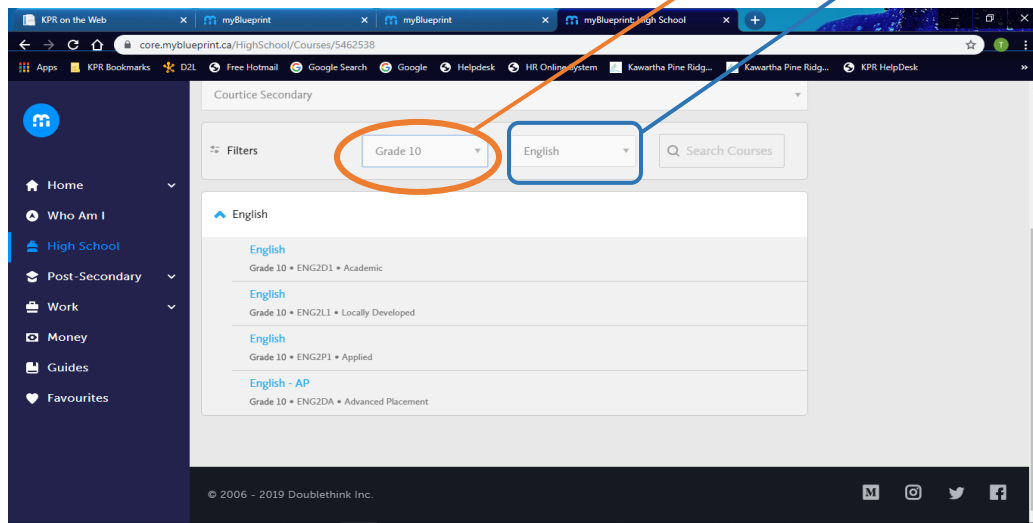 KPR on the Web
myBlueprint
myBlueprint
myBlueprint: High School
core.myblueprint.ca/HighSchool/Courses/5462538
T
Apps
KPR Bookmarks
D2L
Free Hotmail
Google Search
Google
Helpdesk
HR Online System
Kawartha Pine Ridg...
Kawartha Pine Ridg...
KPR HelpDesk
»
m
Home
Who Am I
High School
Post-Secondary
Work
Money
Guides
Favourites
Courtice Secondary
Filters
Grade 10
English
Search Courses
English
English
Grade 10 • ENG2D1 • Academic
English
Grade 10 • ENG2L1 • Locally Developed
English
Grade 10 • ENG2P1 • Applied
English - AP
Grade 10 • ENG2DA • Advanced Placement
© 2006 - 2019 Doublethink Inc.